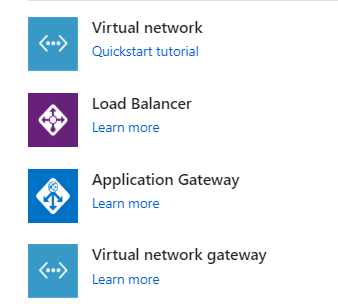 Virtual network
Quickstart tutorial
Load Balancer
Learn more
Application Gateway
Learn more
Virtual network gateway
Learn more